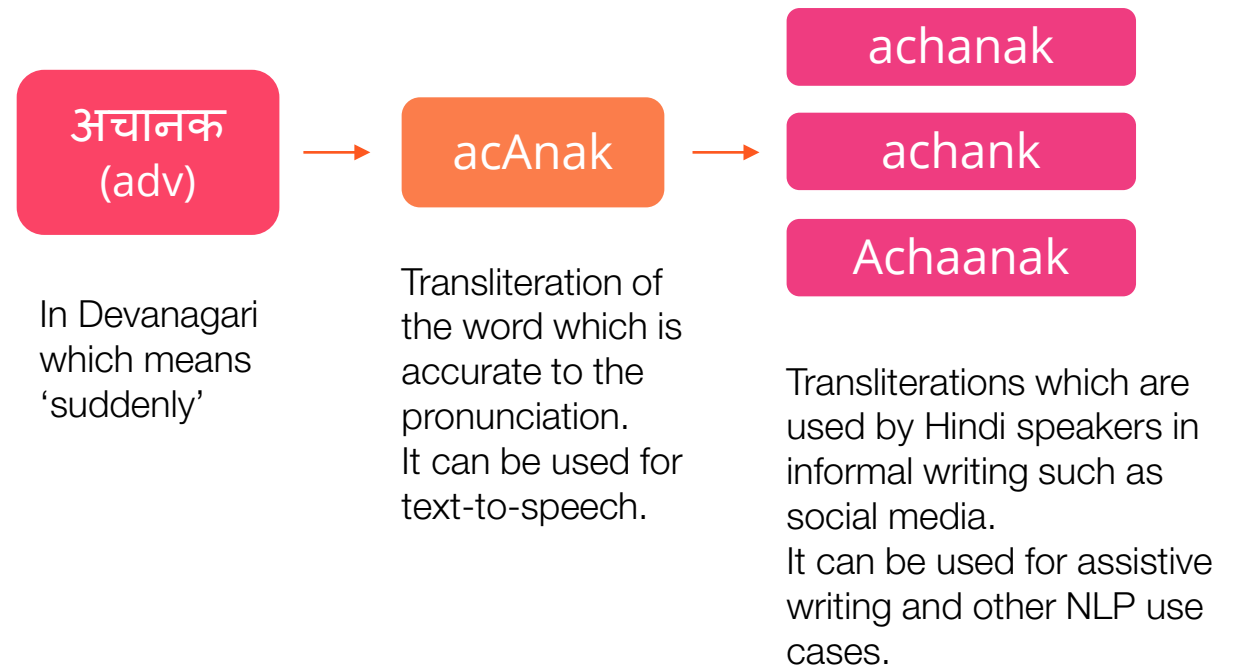 अचानक
(adv)
In Devanagari
which means
‘suddenly’
acAnak
Transliteration of
the word which is
accurate to the
pronunciation.
It can be used for
text-to-speech.
achanak
achank
Achaanak
Transliterations which are
used by Hindi speakers in
informal writing such as
social media.
It can be used for assistive
writing and other NLP use
cases.